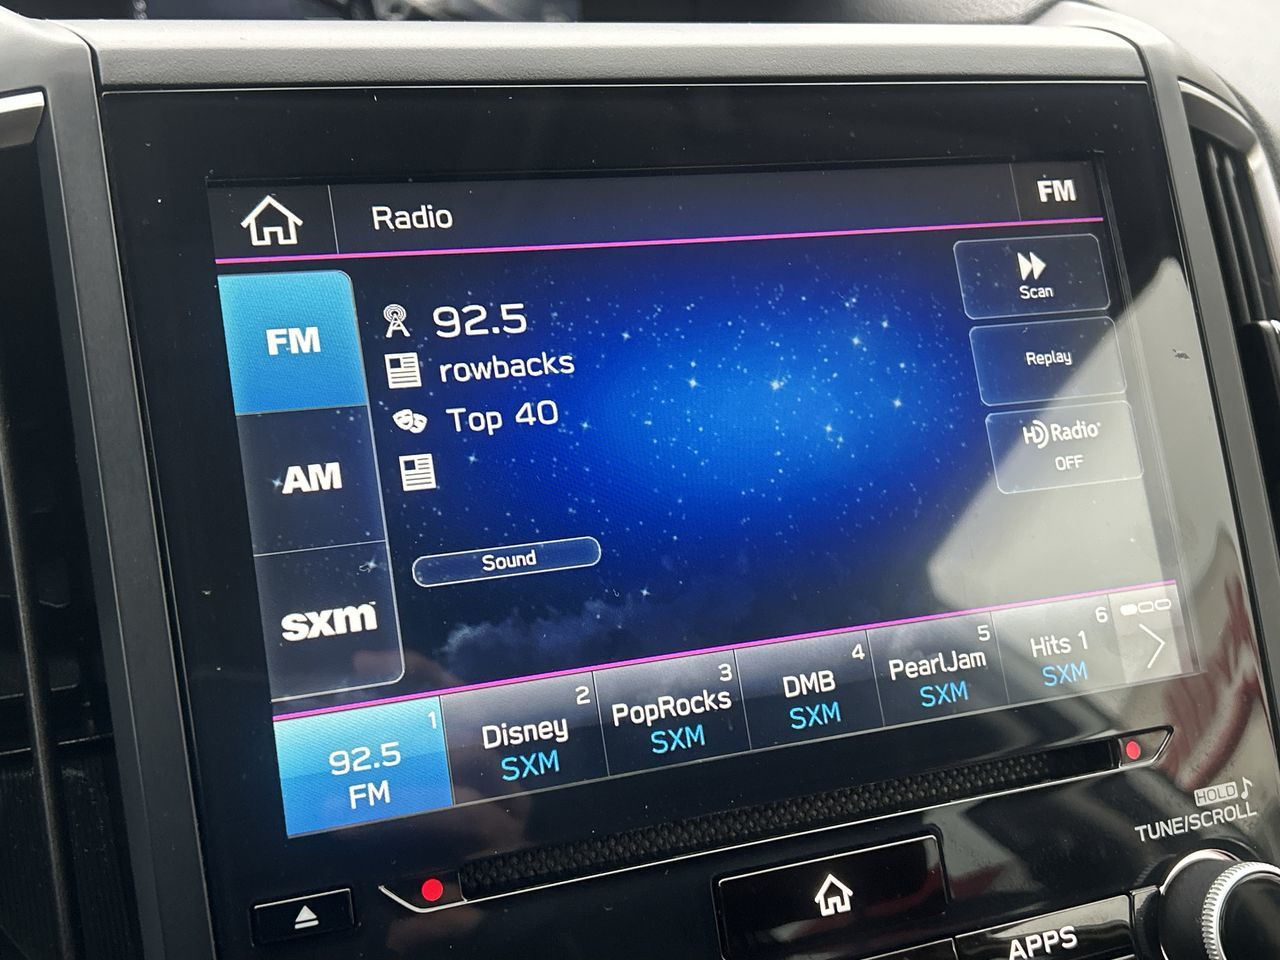 Radio
FM
FM
AM
sxm
92.5
rowbacks
Top 40
Sound
Scan
Replay
HD Radio
OFF
1
92.5
FM
2
Disney
SXM
3
PopRocks
SXM
4
DMB
SXM
5
PearlJam
SXM
6
Hits 1
SXM
HOLD
TUNE/SCROLL
APPS